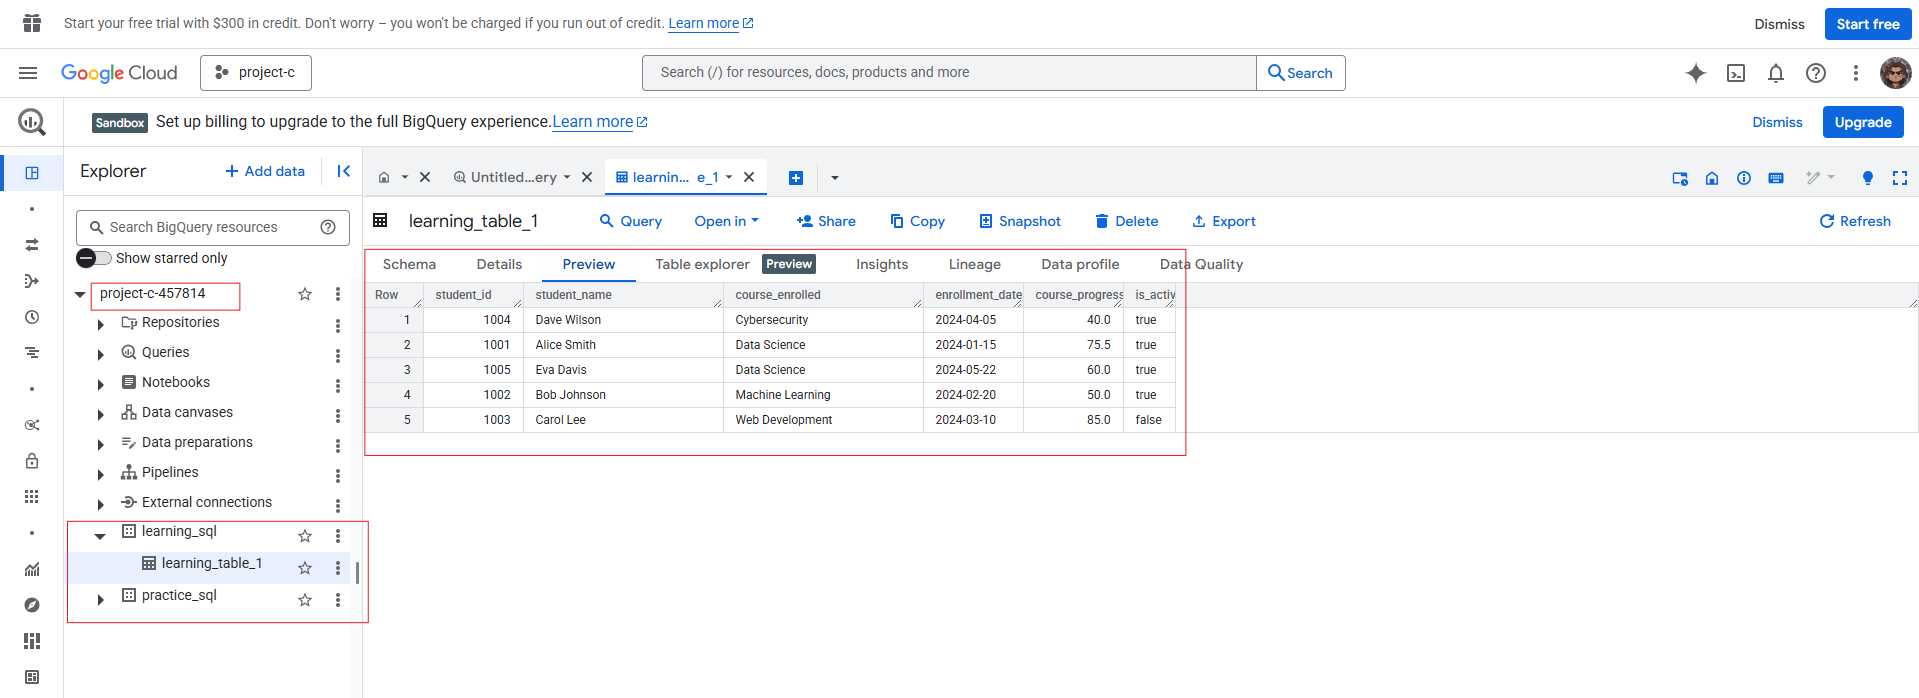 Start your free trial with $300 in credit. Don't worry – you won't be charged if you run out of credit. Learn more
Dismiss
Start free
Google Cloud
project-c
Search (/) for resources, docs, products and more
Search
Sandbox Set up billing to upgrade to the full BigQuery experience. Learn more
Dismiss
Upgrade
Explorer
+ Add data
Untitled...ery
learnin... e_1
Search BigQuery resources
Show starred only
learning_table_1
Query
Open in
Share
Copy
Snapshot
Delete
Export
Refresh
Schema Details Preview Table explorer Preview Insights Lineage Data profile Data Quality
project-c-457814
Repositories
Queries
Notebooks
Data canvases
Data preparations
Pipelines
External connections
learning_sql
learning_table_1
practice_sql
Row student_id student_name course_enrolled enrollment_date course_progress is_activ
1 1004 Dave Wilson Cybersecurity 2024-04-05 40.0 true
2 1001 Alice Smith Data Science 2024-01-15 75.5 true
3 1005 Eva Davis Data Science 2024-05-22 60.0 true
4 1002 Bob Johnson Machine Learning 2024-02-20 50.0 true
5 1003 Carol Lee Web Development 2024-03-10 85.0 false